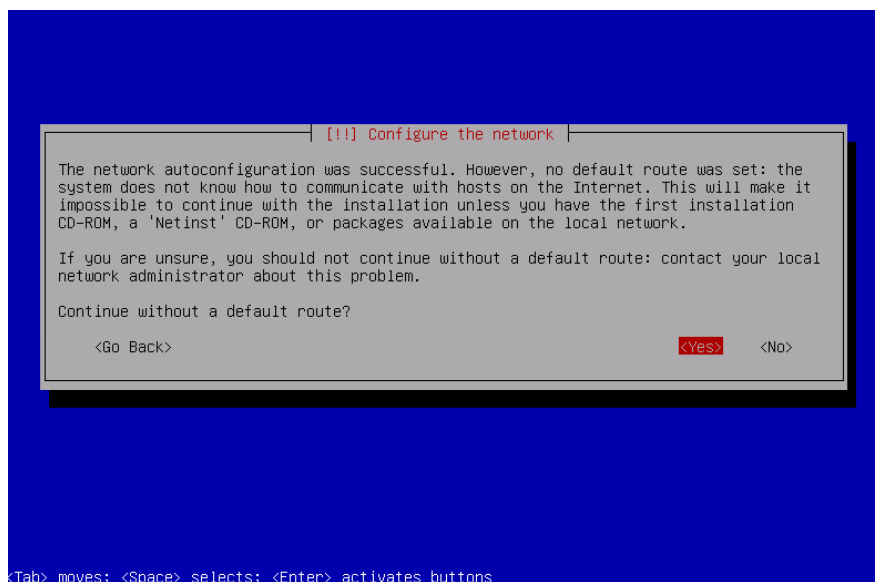 [!!] Configure the network
The network autoconfiguration was successful. However, no default route was set: the
system does not know how to communicate with hosts on the Internet. This will make it
impossible to continue with the installation unless you have the first installation
CD-ROM, a 'Netinst' CD-ROM, or packages available on the local network.
If you are unsure, you should not continue without a default route: contact your local
network administrator about this problem.
Continue without a default route?
<Go Back> <Yes> <No>
<Tab> moves; <Space> selects; <Enter> activates buttons